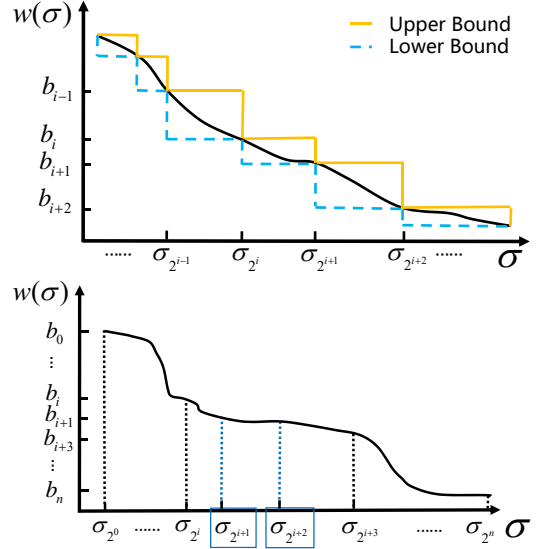 w(σ)
Upper Bound
Lower Bound
b_{i-1}
b_i
b_{i+1}
b_{i+2}
...... σ_{2^{i-1}} σ_{2^i} σ_{2^{i+1}} σ_{2^{i+2}} ...... σ
w(σ)
b_0
...
b_i
b_{i+1}
b_{i+3}
...
b_n
σ_{2^0} ...... σ_{2^i} σ_{2^{i+1}} σ_{2^{i+2}} σ_{2^{i+3}} ...... σ_{2^n} σ